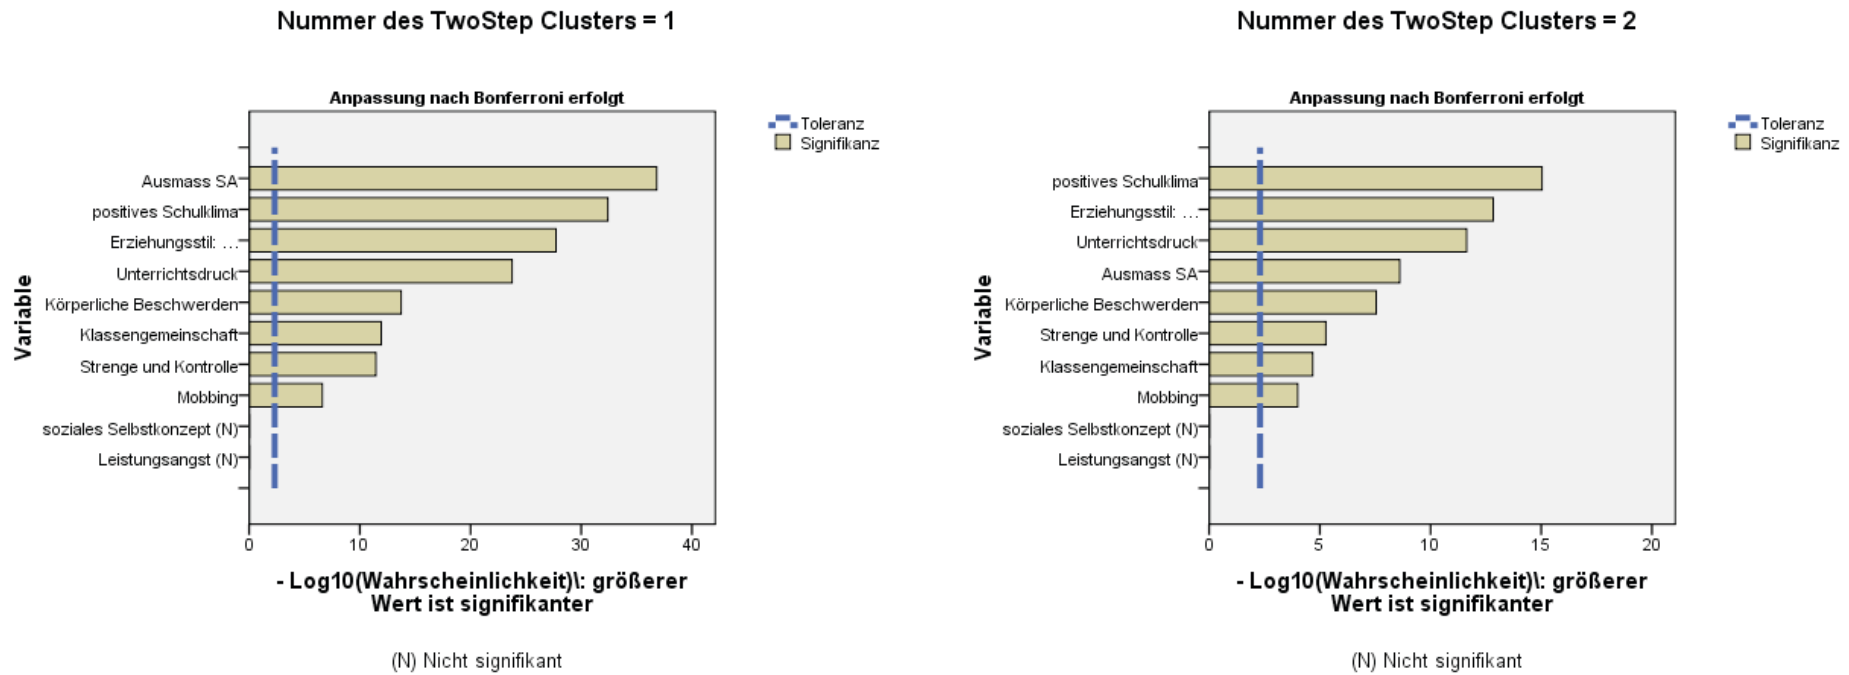 Nummer des TwoStep Clusters = 1
Anpassung nach Bonferroni erfolgt
Toleranz
Signifikanz
Variable
Ausmass SA
positives Schulklima
Erziehungsstil: ...
Unterrichtsdruck
Körperliche Beschwerden
Klassengemeinschaft
Strenge und Kontrolle
Mobbing
soziales Selbstkonzept (N)
Leistungsangst (N)
0 10 20 30 40
- Log10(Wahrscheinlichkeit)\: größerer
Wert ist signifikanter
(N) Nicht signifikant
Nummer des TwoStep Clusters = 2
Anpassung nach Bonferroni erfolgt
Toleranz
Signifikanz
Variable
positives Schulklima
Erziehungsstil: ...
Unterrichtsdruck
Ausmass SA
Körperliche Beschwerden
Strenge und Kontrolle
Klassengemeinschaft
Mobbing
soziales Selbstkonzept (N)
Leistungsangst (N)
0 5 10 15 20
- Log10(Wahrscheinlichkeit)\: größerer
Wert ist signifikanter
(N) Nicht signifikant